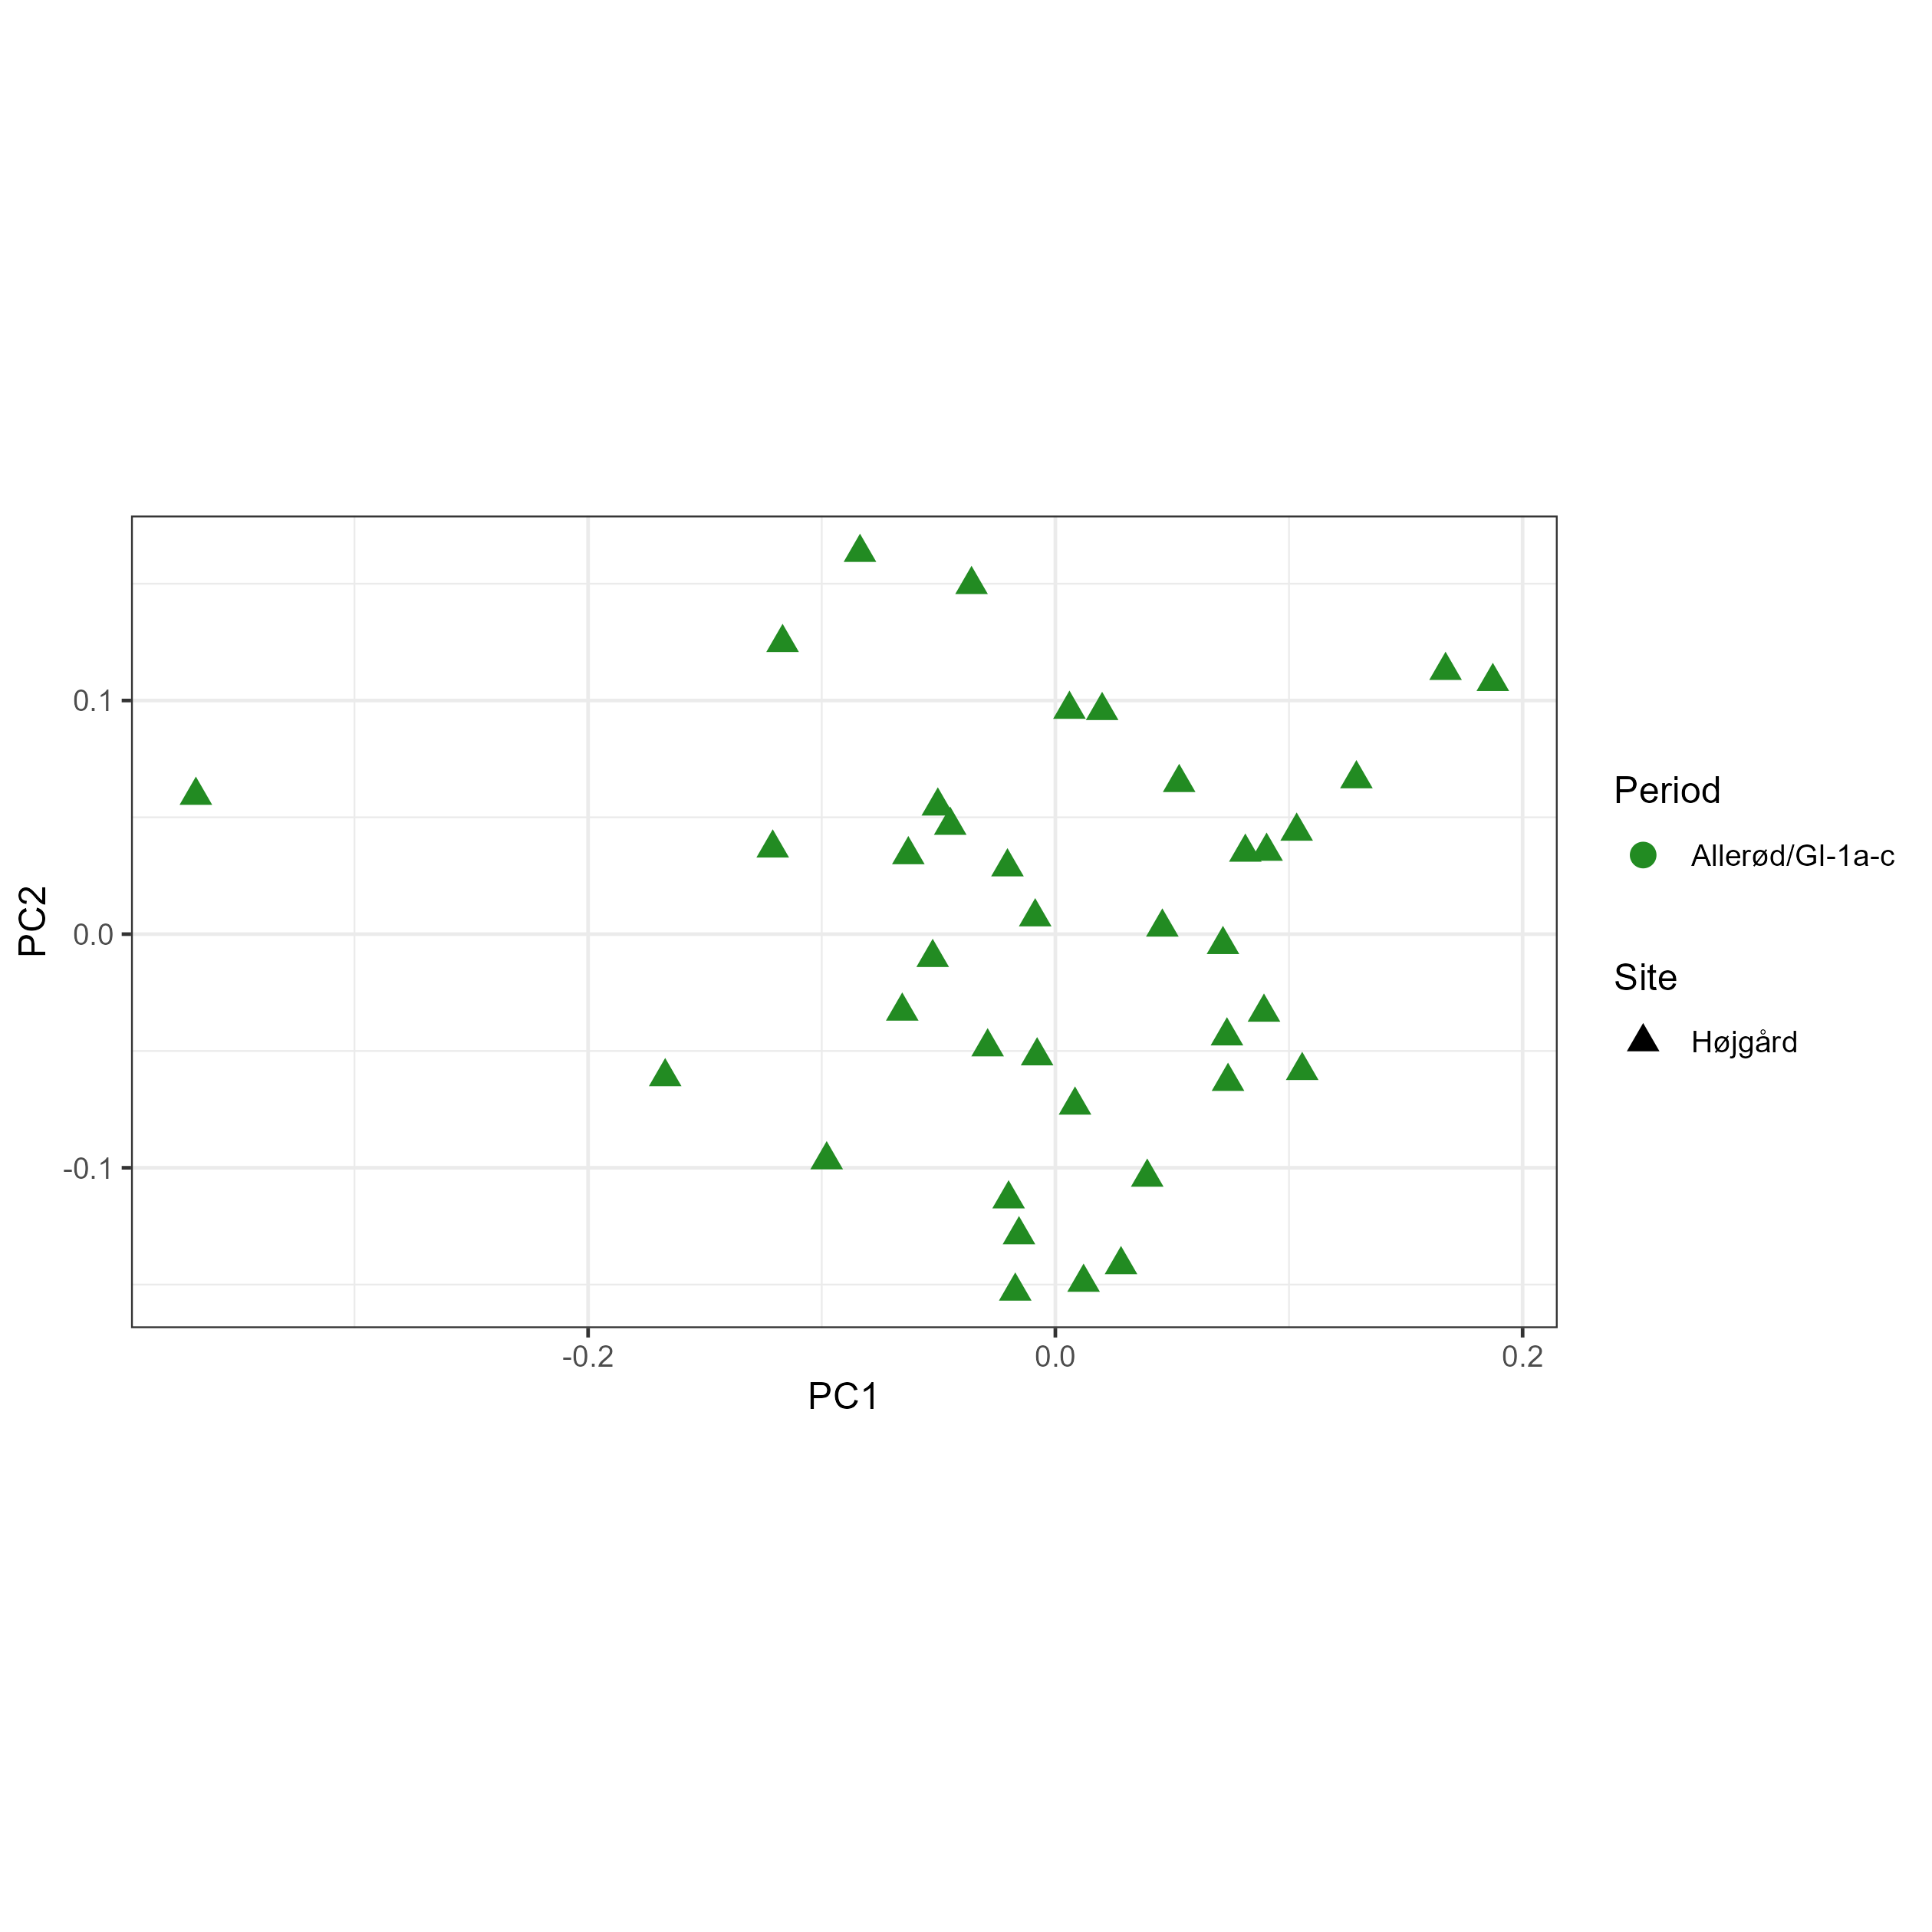 0.1
0.0
-0.1
PC2
-0.2
0.0
0.2
PC1
Period
Allerød/GI-1a-c
Site
Højgård